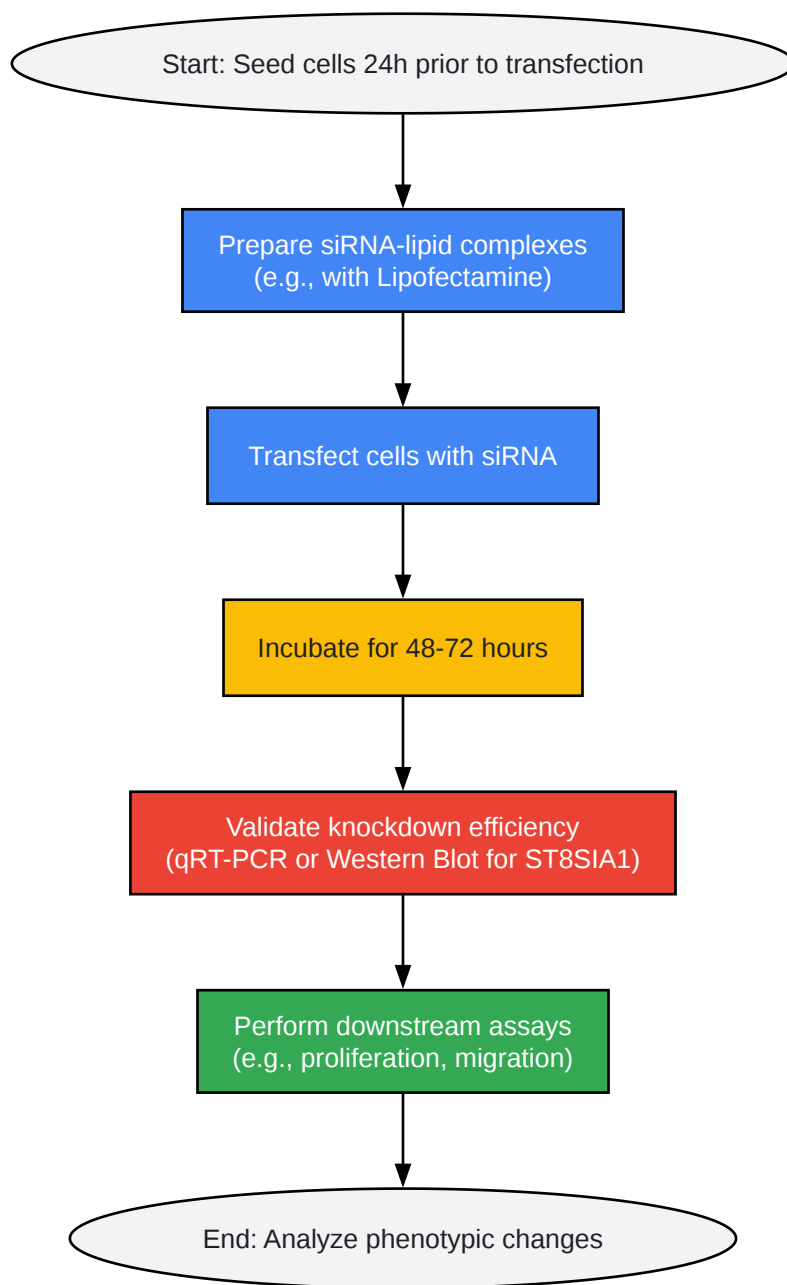 Start: Seed cells 24h prior to transfection
Prepare siRNA-lipid complexes
(e.g., with Lipofectamine)
Transfect cells with siRNA
Incubate for 48-72 hours
Validate knockdown efficiency
(qRT-PCR or Western Blot for ST8SIA1)
Perform downstream assays
(e.g., proliferation, migration)
End: Analyze phenotypic changes